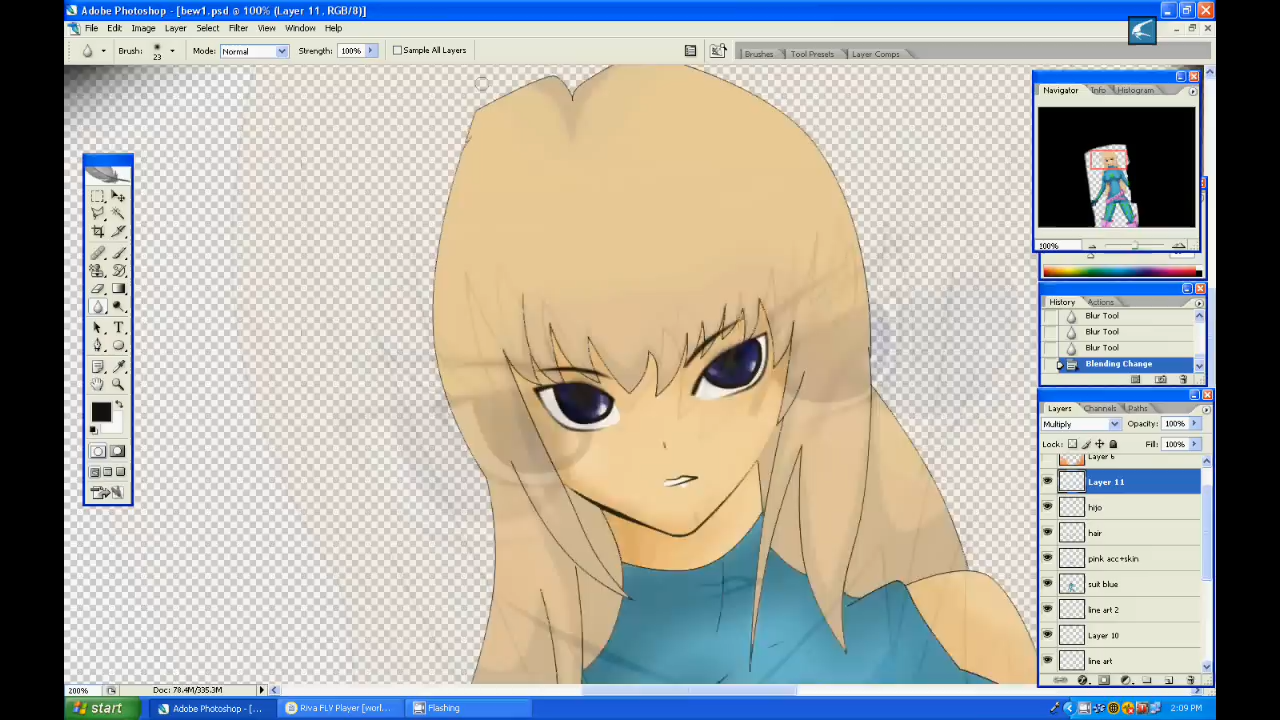 Adobe Photoshop - [bew1.psd @ 100% (Layer 11, RGB/8)]
File Edit Image Layer Select Filter View Window Help
Brush: 23 Mode: Normal Strength: 100% Sample All Layers
Brushes Tool Presets Layer Comps
Navigator Info Histogram
100%
History Actions
Blur Tool
Blur Tool
Blur Tool
Blending Change
Layers Channels Paths
Multiply Opacity: 100%
Lock: Fill: 100%
Layer 6
Layer 11
hijo
hair
pink acc+skin
suit blue
line art 2
Layer 10
line art
200% Doc: 78.4M/335.3M
start Adobe Photoshop - [... Riva FLV Player [worl... Flashing 2:09 PM